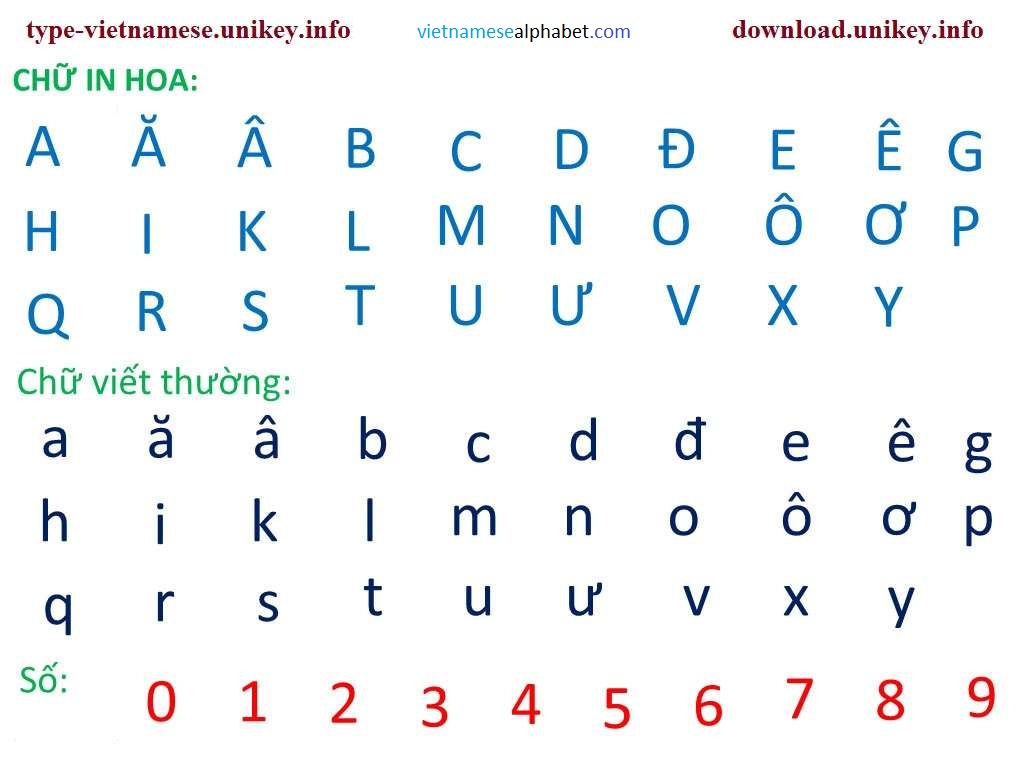 type-vietnamese.unikey.info vietnamesealphabet.com download.unikey.info
CHỮ IN HOA:
A Ă Â B C D Đ E Ê G
H I K L M N O Ô Ơ P
Q R S T U Ư V X Y
Chữ viết thường:
a ă â b c d đ e ê g
h i k l m n o ô ơ p
q r s t u ư v x y
Số: 0 1 2 3 4 5 6 7 8 9